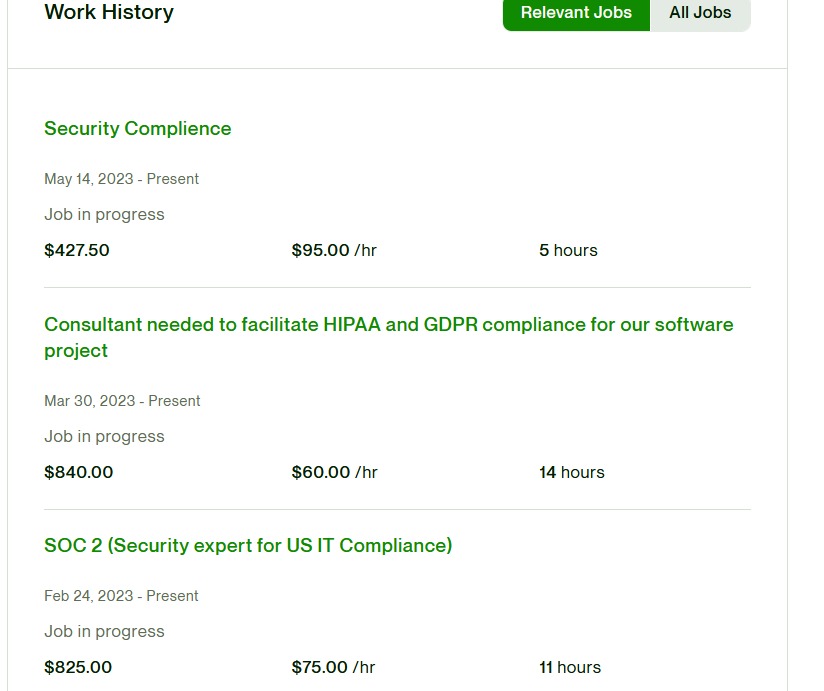 Work History
Relevant Jobs
All Jobs
Security Complience
May 14, 2023 - Present
Job in progress
$427.50 $95.00 /hr 5 hours
Consultant needed to facilitate HIPAA and GDPR compliance for our software
project
Mar 30, 2023 - Present
Job in progress
$840.00 $60.00 /hr 14 hours
SOC 2 (Security expert for US IT Compliance)
Feb 24, 2023 - Present
Job in progress
$825.00 $75.00 /hr 11 hours